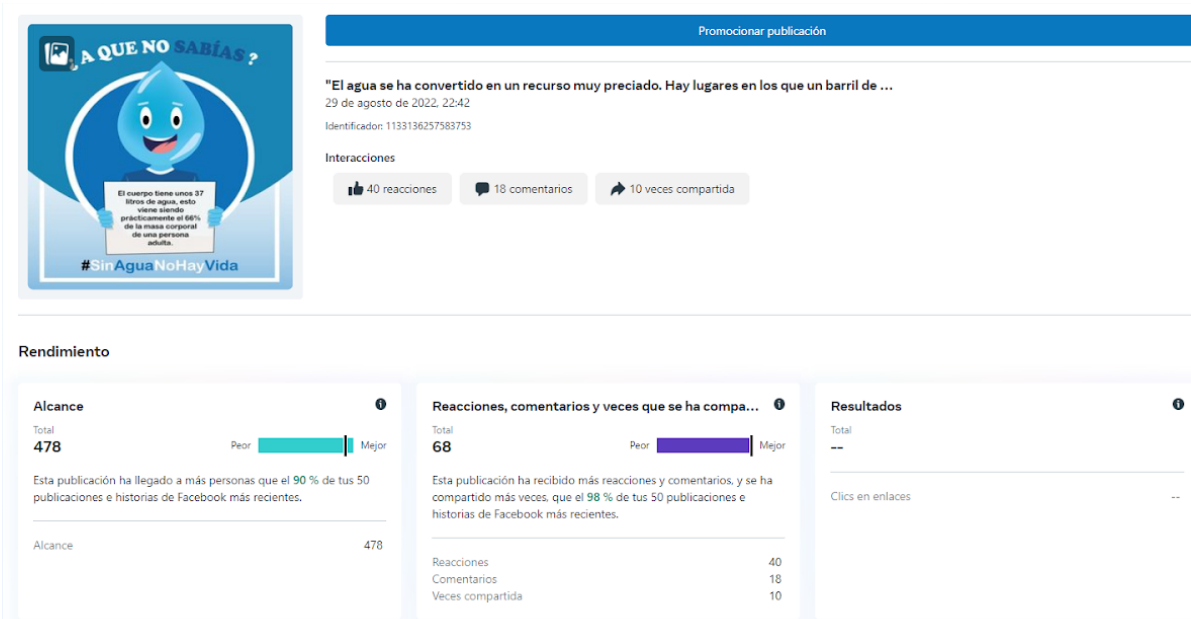 A QUE NO SABÍAS?
El cuerpo tiene unos 37
litros de agua, esto
viene siendo
prácticamente el 66%
de la masa corporal
de una persona
adulta.
#SinAguaNoHayVida
Promocionar publicación
"El agua se ha convertido en un recurso muy preciado. Hay lugares en los que un barril de ...
29 de agosto de 2022, 22:42
Identificador: 1133136257583753
Interacciones
40 reacciones
18 comentarios
10 veces compartida
Rendimiento
Alcance
Total
478
Peor
Mejor
Esta publicación ha llegado a más personas que el 90 % de tus 50
publicaciones e historias de Facebook más recientes.
Alcance 478
Reacciones, comentarios y veces que se ha compa...
Total
68
Peor
Mejor
Esta publicación ha recibido más reacciones y comentarios, y se ha
compartido más veces, que el 98 % de tus 50 publicaciones e
historias de Facebook más recientes.
Reacciones 40
Comentarios 18
Veces compartida 10
Resultados
Total
--
Clics en enlaces --